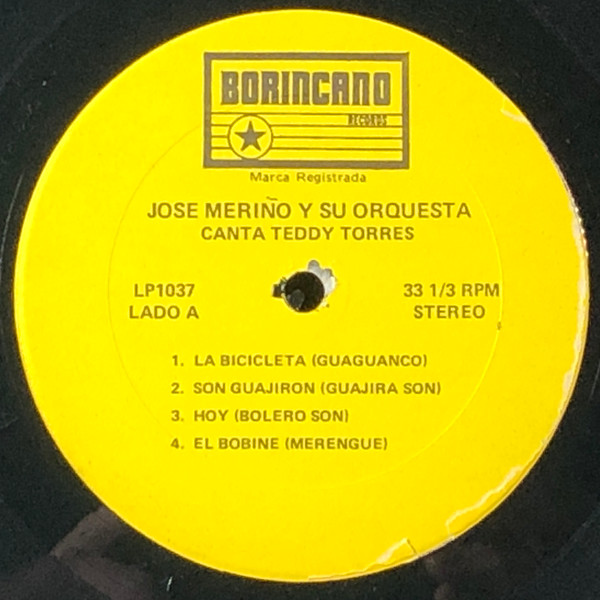 BORINCANO
RECORDS
Marca Registrada
JOSE MERIÑO Y SU ORQUESTA
CANTA TEDDY TORRES
LP1037
33 1/3 RPM
LADO A
STEREO
1. LA BICICLETA (GUAGUANCO)
2. SON GUAJIRON (GUAJIRA SON)
3. HOY (BOLERO SON)
4. EL BOBINE (MERENGUE)